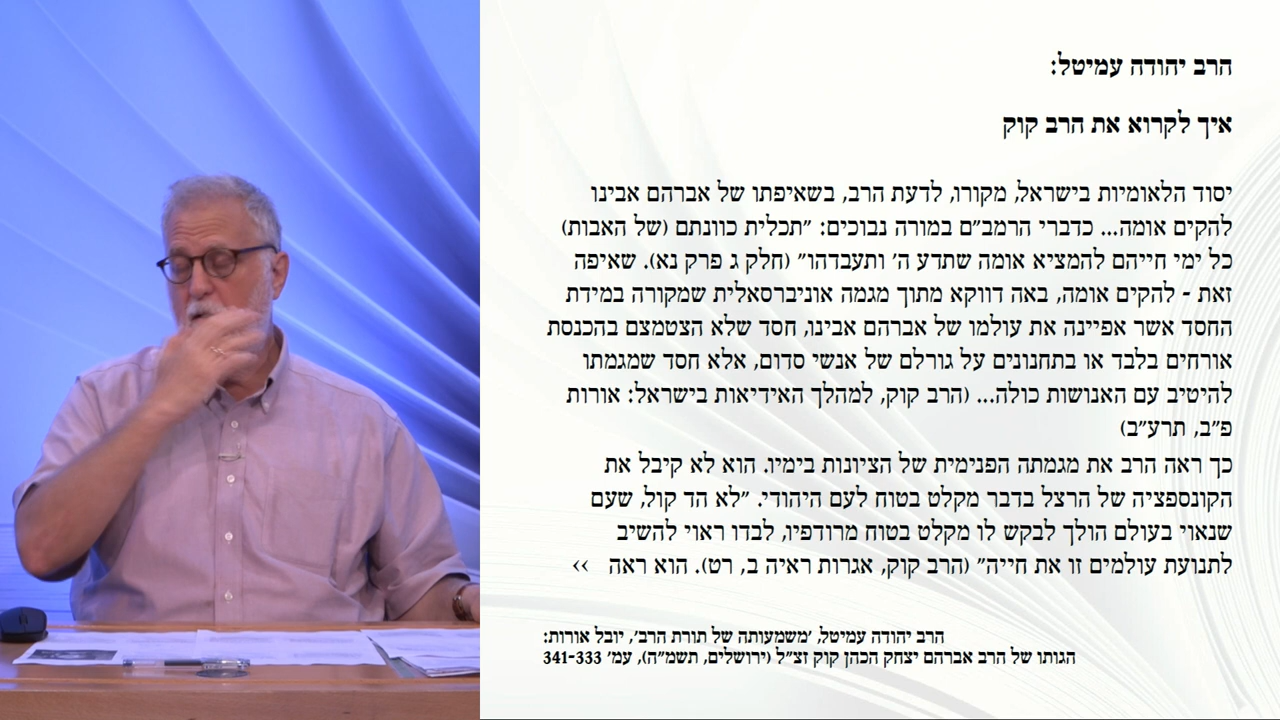 הרב יהודה עמיטל:
איך לקרוא את הרב קוק
יסוד הלאומיות בישראל, מקורו, לדעת הרב, בשאיפתו של אברהם אבינו
להקים אומה... כדברי הרמב״ם במורה נבוכים: ״תכלית כוונתם (של האבות)
כל ימי חייהם להמציא אומה שתדע ה׳ ותעבדהו״ (חלק ג פרק נא). שאיפה
זאת - להקים אומה, באה דווקא מתוך מגמה אוניברסאלית שמקורה במידת
החסד אשר אפיינה את עולמו של אברהם אבינו, חסד שלא הצטמצם בהכנסת
אורחים בלבד או בתחנונים על גורלם של אנשי סדום, אלא חסד שמגמתו
להיטיב עם האנושות כולה... (הרב קוק, למהלך האידיאות בישראל: אורות
פ״ב, תרע״ב)
כך ראה הרב את מגמתה הפנימית של הציונות בימיו. הוא לא קיבל את
הקונספציה של הרצל בדבר מקלט בטוח לעם היהודי. ״לא הד קול, שעם
שנאוי בעולם הולך לבקש לו מקלט בטוח מרודפיו, לבדו ראוי להשיב
לתנועת עולמים זו את חייה״ (הרב קוק, אגרות ראיה ב, רט). הוא ראה ››
הרב יהודה עמיטל, ׳משמעותה של תורת הרב׳, יובל אורות:
הגותו של הרב אברהם יצחק הכהן קוק זצ״ל (ירושלים, תשמ״ה), עמ׳ 341-333